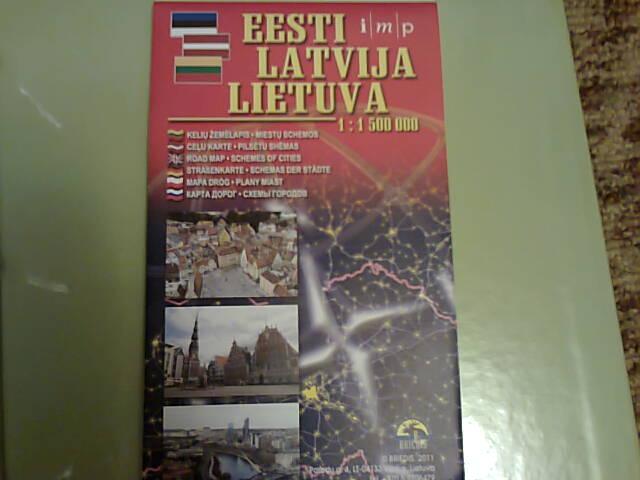 EESTI
i m p
LATVIJA
LIETUVA
1 : 1 500 000
KELIŲ ŽEMĖLAPIS • MIESTŲ SCHEMOS
CEĻU KARTE • PILSĒTU SHĒMAS
ROAD MAP • SCHEMES OF CITIES
STRAßENKARTE • SCHEMAS DER STÄDTE
MAPA DRÓG • PLANY MIAST
КАРТА ДОРОГ • СХЕМЫ ГОРОДОВ
BRIEDIS
© BRIEDIS, 2011
Lietuva